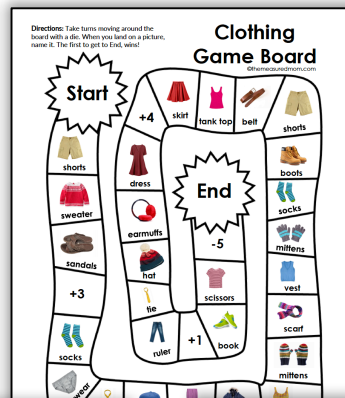 Directions: Take turns moving around the
board with a die. When you land on a picture,
name it. The first to get to End, wins!
Clothing
Game Board
©themeasuredmom.com
Start
+4
skirt
tank top
belt
shorts
shorts
dress
End
boots
sweater
earmuffs
socks
-5
mittens
sandals
hat
scissors
vest
+3
tie
scarf
socks
ruler
+1
book
mittens